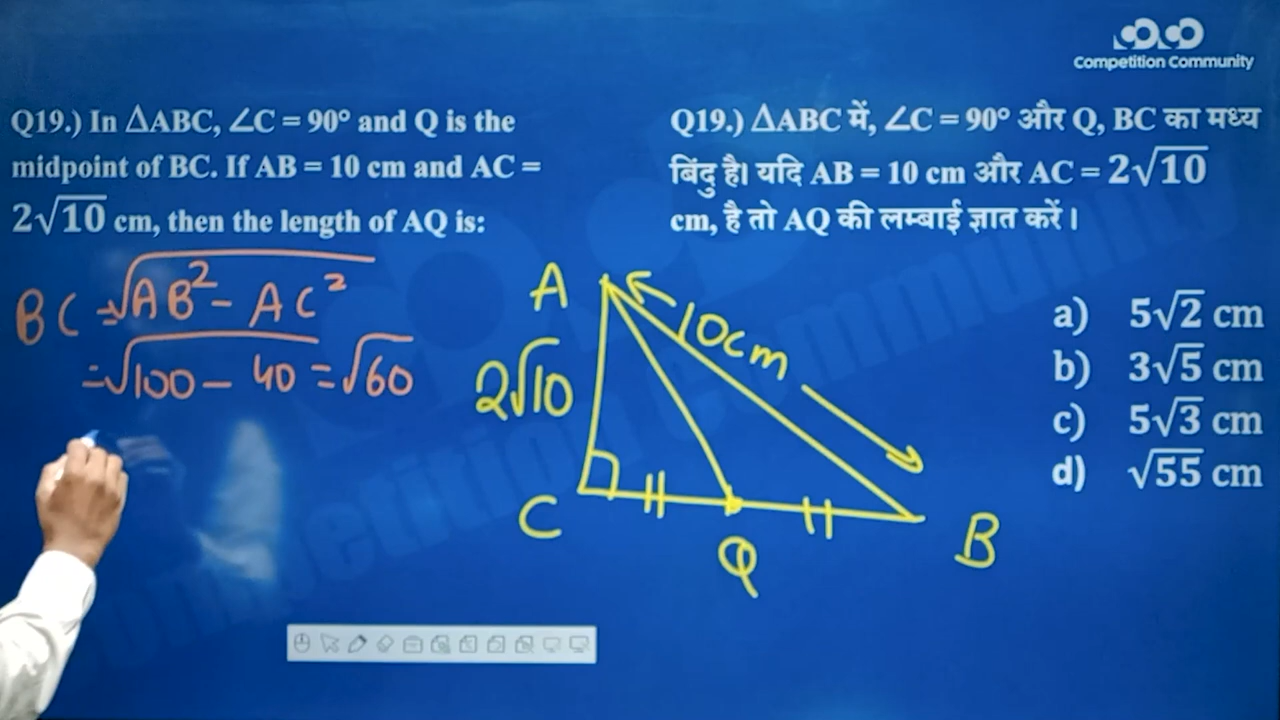 Competition Community
Q19.) In ΔABC, ∠C = 90° and Q is the
midpoint of BC. If AB = 10 cm and AC =
2√10 cm, then the length of AQ is:
Q19.) ΔABC में, ∠C = 90° और Q, BC का मध्य
बिंदु है। यदि AB = 10 cm और AC = 2√10
cm, है तो AQ की लम्बाई ज्ञात करें।
BC = √AB² - AC²
= √100 - 40 = √60
A
10cm
2√10
C
Q
B
a) 5√2 cm
b) 3√5 cm
c) 5√3 cm
d) √55 cm
Competition Community